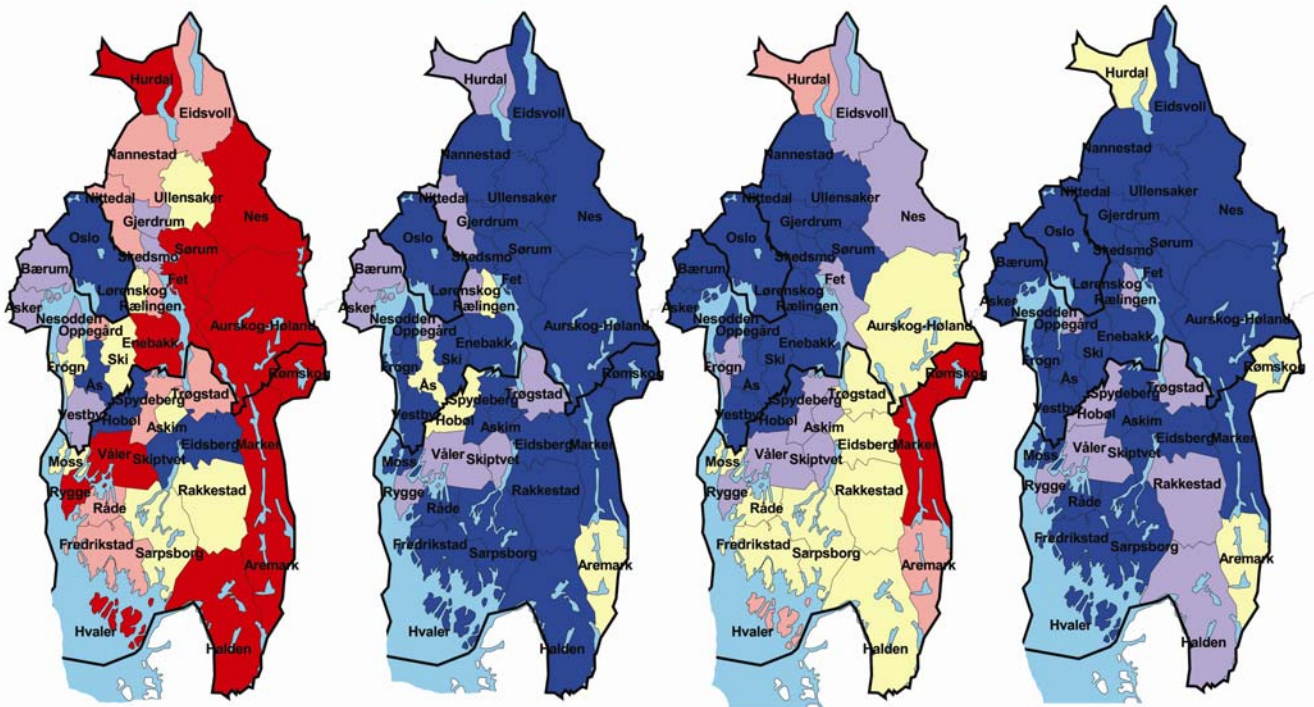 Hurdal
Eidsvoll
Nannestad
Nittedal
Ullensaker
Gjerdrum
Nes
Oslo
Sørum
Skedsmo
Bærum
Fet
Asker
Lørenskog
Nesodden
Rælingen
Oppegård
Aurskog-Høland
Enebakk
Ski
Frogn
Rømskog
Ås
Trøgstad
Spydeberg
Vestby
Hobøl
Askim
Eidsberg
Marker
Moss
Våler
Skiptvet
Rygge
Rakkestad
Råde
Fredrikstad
Sarpsborg
Aremark
Hvaler
Halden
Hurdal
Eidsvoll
Nannestad
Nittedal
Ullensaker
Gjerdrum
Nes
Oslo
Sørum
Skedsmo
Bærum
Fet
Asker
Lørenskog
Nesodden
Rælingen
Oppegård
Aurskog-Høland
Enebakk
Ski
Frogn
Rømskog
Ås
Trøgstad
Spydeberg
Vestby
Hobøl
Askim
Eidsberg
Marker
Moss
Våler
Skiptvet
Rygge
Rakkestad
Råde
Fredrikstad
Sarpsborg
Aremark
Hvaler
Halden
Hurdal
Eidsvoll
Nannestad
Nittedal
Ullensaker
Gjerdrum
Nes
Oslo
Sørum
Skedsmo
Bærum
Fet
Asker
Lørenskog
Nesodden
Rælingen
Oppegård
Aurskog-Høland
Enebakk
Ski
Frogn
Rømskog
Ås
Trøgstad
Spydeberg
Vestby
Hobøl
Askim
Eidsberg
Marker
Moss
Våler
Skiptvet
Rygge
Rakkestad
Råde
Fredrikstad
Sarpsborg
Aremark
Hvaler
Halden
Hurdal
Eidsvoll
Nannestad
Nittedal
Ullensaker
Gjerdrum
Nes
Oslo
Sørum
Skedsmo
Bærum
Fet
Asker
Lørenskog
Nesodden
Rælingen
Oppegård
Aurskog-Høland
Enebakk
Ski
Frogn
Rømskog
Ås
Trøgstad
Spydeberg
Vestby
Hobøl
Askim
Eidsberg
Marker
Moss
Våler
Skiptvet
Rygge
Rakkestad
Råde
Fredrikstad
Sarpsborg
Aremark
Hvaler
Halden